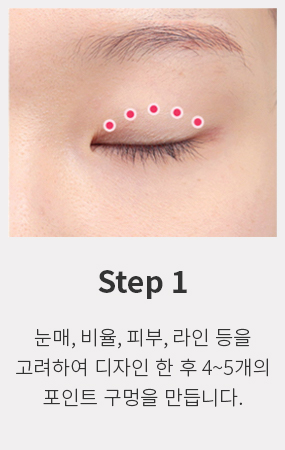 Step 1
눈매, 비율, 피부, 라인 등을
고려하여 디자인 한 후 4~5개의
포인트 구멍을 만듭니다.